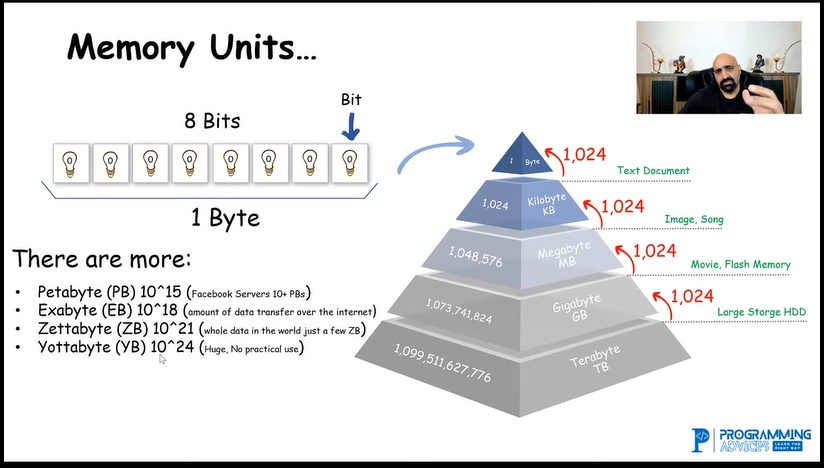 Memory Units...
Bit
8 Bits
0 0 0 0 0 0 0 0
1 Byte
There are more:
• Petabyte (PB) 10^15 (Facebook Servers 10+ PBs)
• Exabyte (EB) 10^18 (amount of data transfer over the internet)
• Zettabyte (ZB) 10^21 (whole data in the world just a few ZB)
• Yottabyte (YB) 10^24 (Huge, No practical use)
1 Byte
1,024
Text Document
1,024 Kilobyte
KB
1,024
Image, Song
1,048,576 Megabyte
MB
1,024
Movie, Flash Memory
1,073,741,824 Gigabyte
GB
1,024
Large Storge HDD
1,099,511,627,776 Terabyte
TB
PROGRAMMING
ADVICES LEARN THE
RIGHT WAY